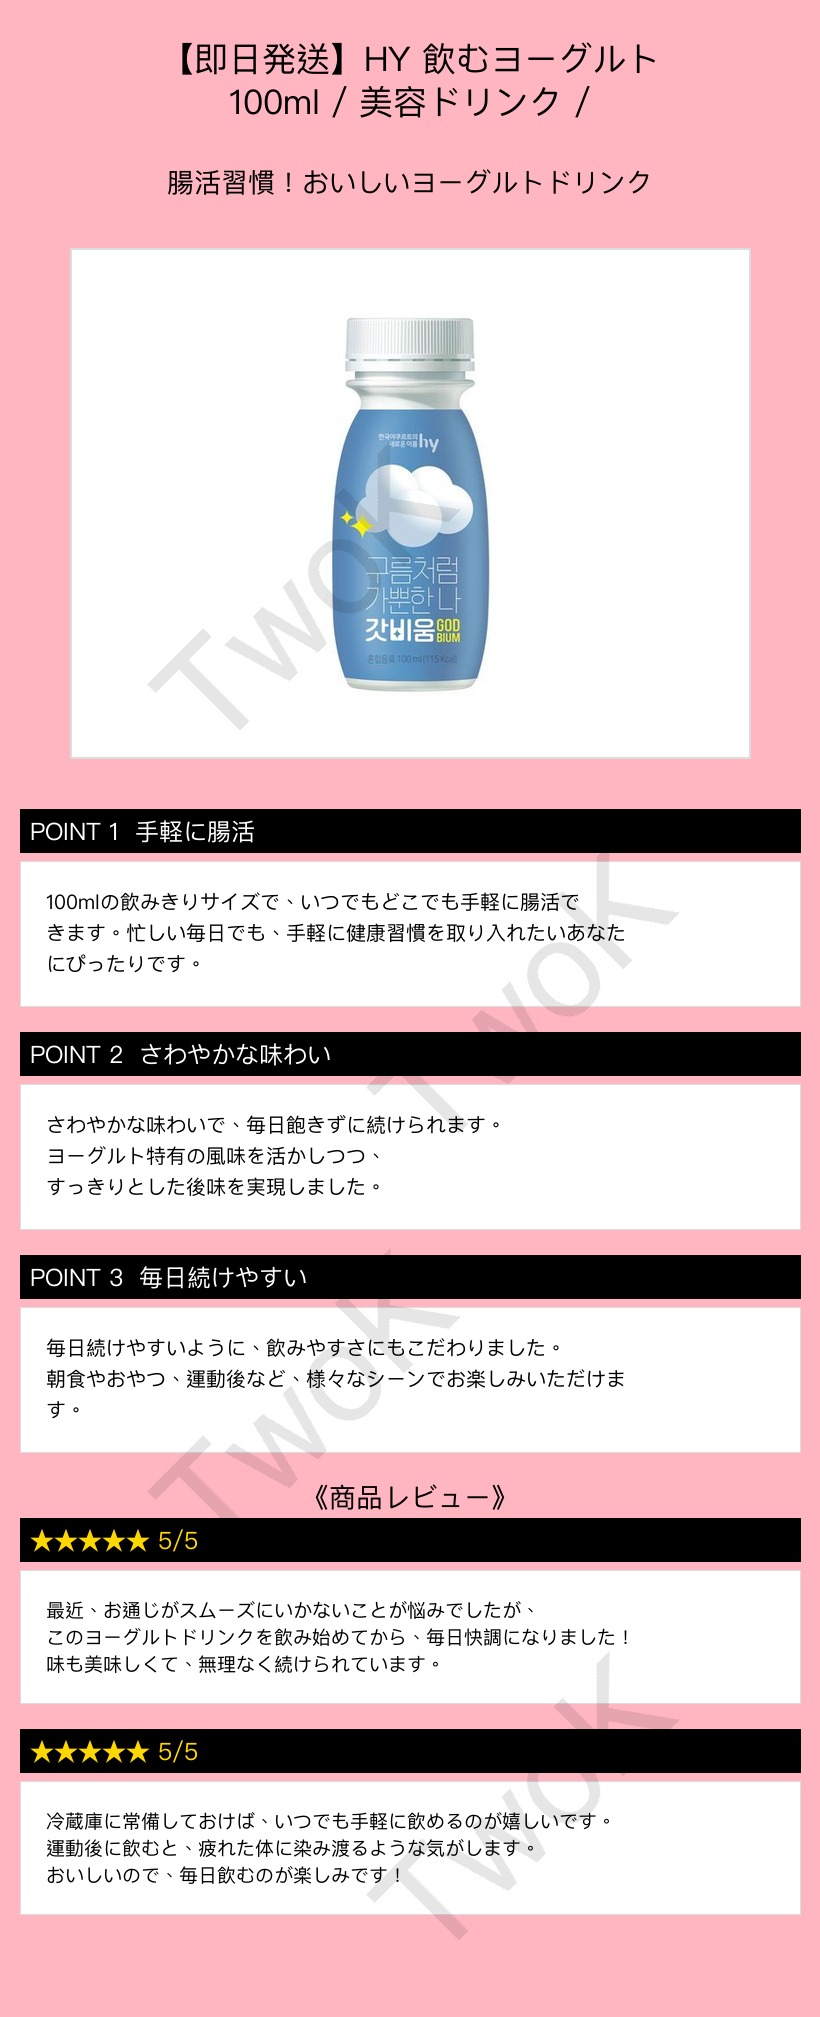 【即日発送】HY 飲むヨーグルト
100ml / 美容ドリンク /
腸活習慣！おいしいヨーグルトドリンク
한국야쿠르트의
새로운 이름 hy
구름처럼
가뿐한 나
갓비움 GOD BIUM
혼합음료 100 ml (115 Kcal)
TwoK
POINT 1 手軽に腸活
100mlの飲みきりサイズで、いつでもどこでも手軽に腸活で
きます。忙しい毎日でも、手軽に健康習慣を取り入れたいあなた
にぴったりです。
TwoK
POINT 2 さわやかな味わい
さわやかな味わいで、毎日飽きずに続けられます。
ヨーグルト特有の風味を活かしつつ、
すっきりとした後味を実現しました。
POINT 3 毎日続けやすい
毎日続けやすいように、飲みやすさにもこだわりました。
朝食やおやつ、運動後など、様々なシーンでお楽しみいただけま
す。
TwoK
《商品レビュー》
★★★★★ 5/5
最近、お通じがスムーズにいかないことが悩みでしたが、
このヨーグルトドリンクを飲み始めてから、毎日快調になりました！
味も美味しくて、無理なく続けられています。
★★★★★ 5/5
冷蔵庫に常備しておけば、いつでも手軽に飲めるのが嬉しいです。
運動後に飲むと、疲れた体に染み渡るような気がします。
おいしいので、毎日飲むのが楽しみです！
TwoK